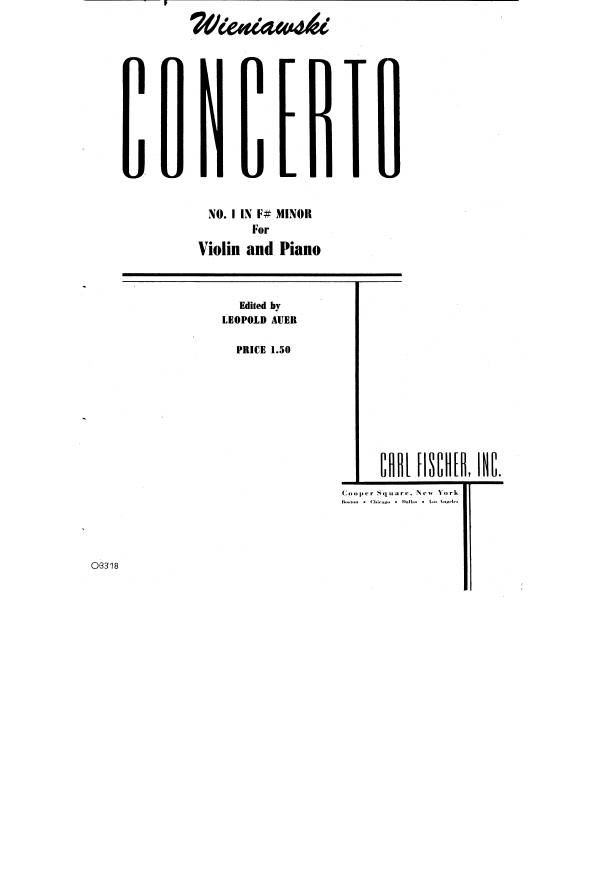 Wieniawski
CONCERTO
NO. 1 IN F# MINOR
For
Violin and Piano
Edited by
LEOPOLD AUER
PRICE 1.50
CARL FISCHER, INC.
Cooper Square, New York
Boston • Chicago • Dallas • Los Angeles
O3318